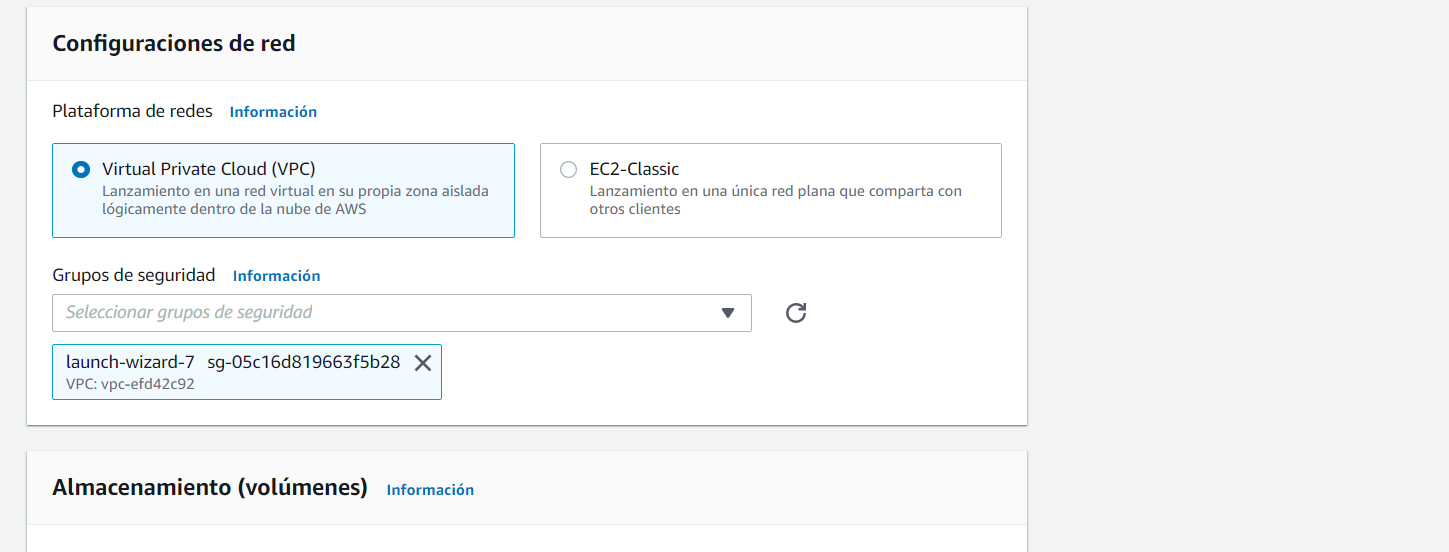 Configuraciones de red
Plataforma de redes Información
Virtual Private Cloud (VPC)
Lanzamiento en una red virtual en su propia zona aislada
lógicamente dentro de la nube de AWS
EC2-Classic
Lanzamiento en una única red plana que comparta con
otros clientes
Grupos de seguridad Información
Seleccionar grupos de seguridad
launch-wizard-7 sg-05c16d819663f5b28
VPC: vpc-efd42c92
Almacenamiento (volúmenes) Información